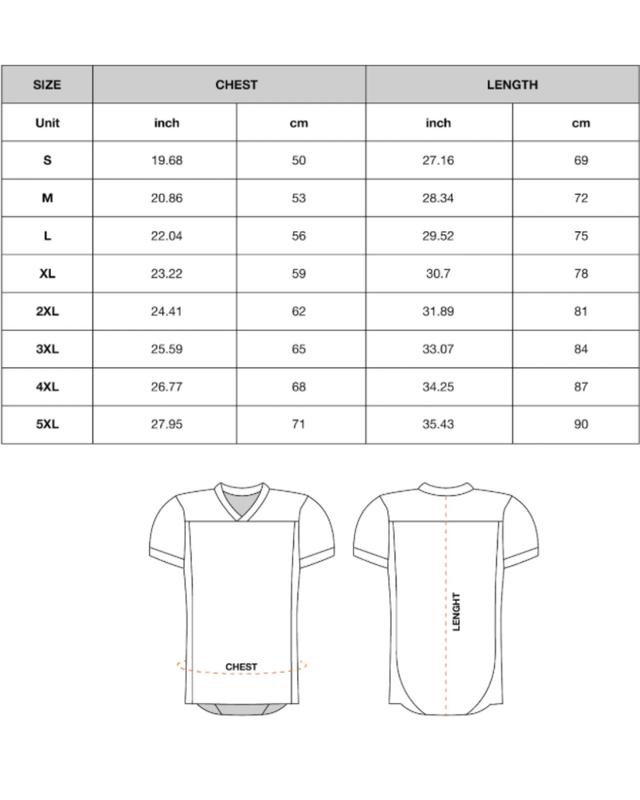 SIZE CHEST LENGTH
Unit inch cm inch cm
S 19.68 50 27.16 69
M 20.86 53 28.34 72
L 22.04 56 29.52 75
XL 23.22 59 30.7 78
2XL 24.41 62 31.89 81
3XL 25.59 65 33.07 84
4XL 26.77 68 34.25 87
5XL 27.95 71 35.43 90
CHEST
LENGHT